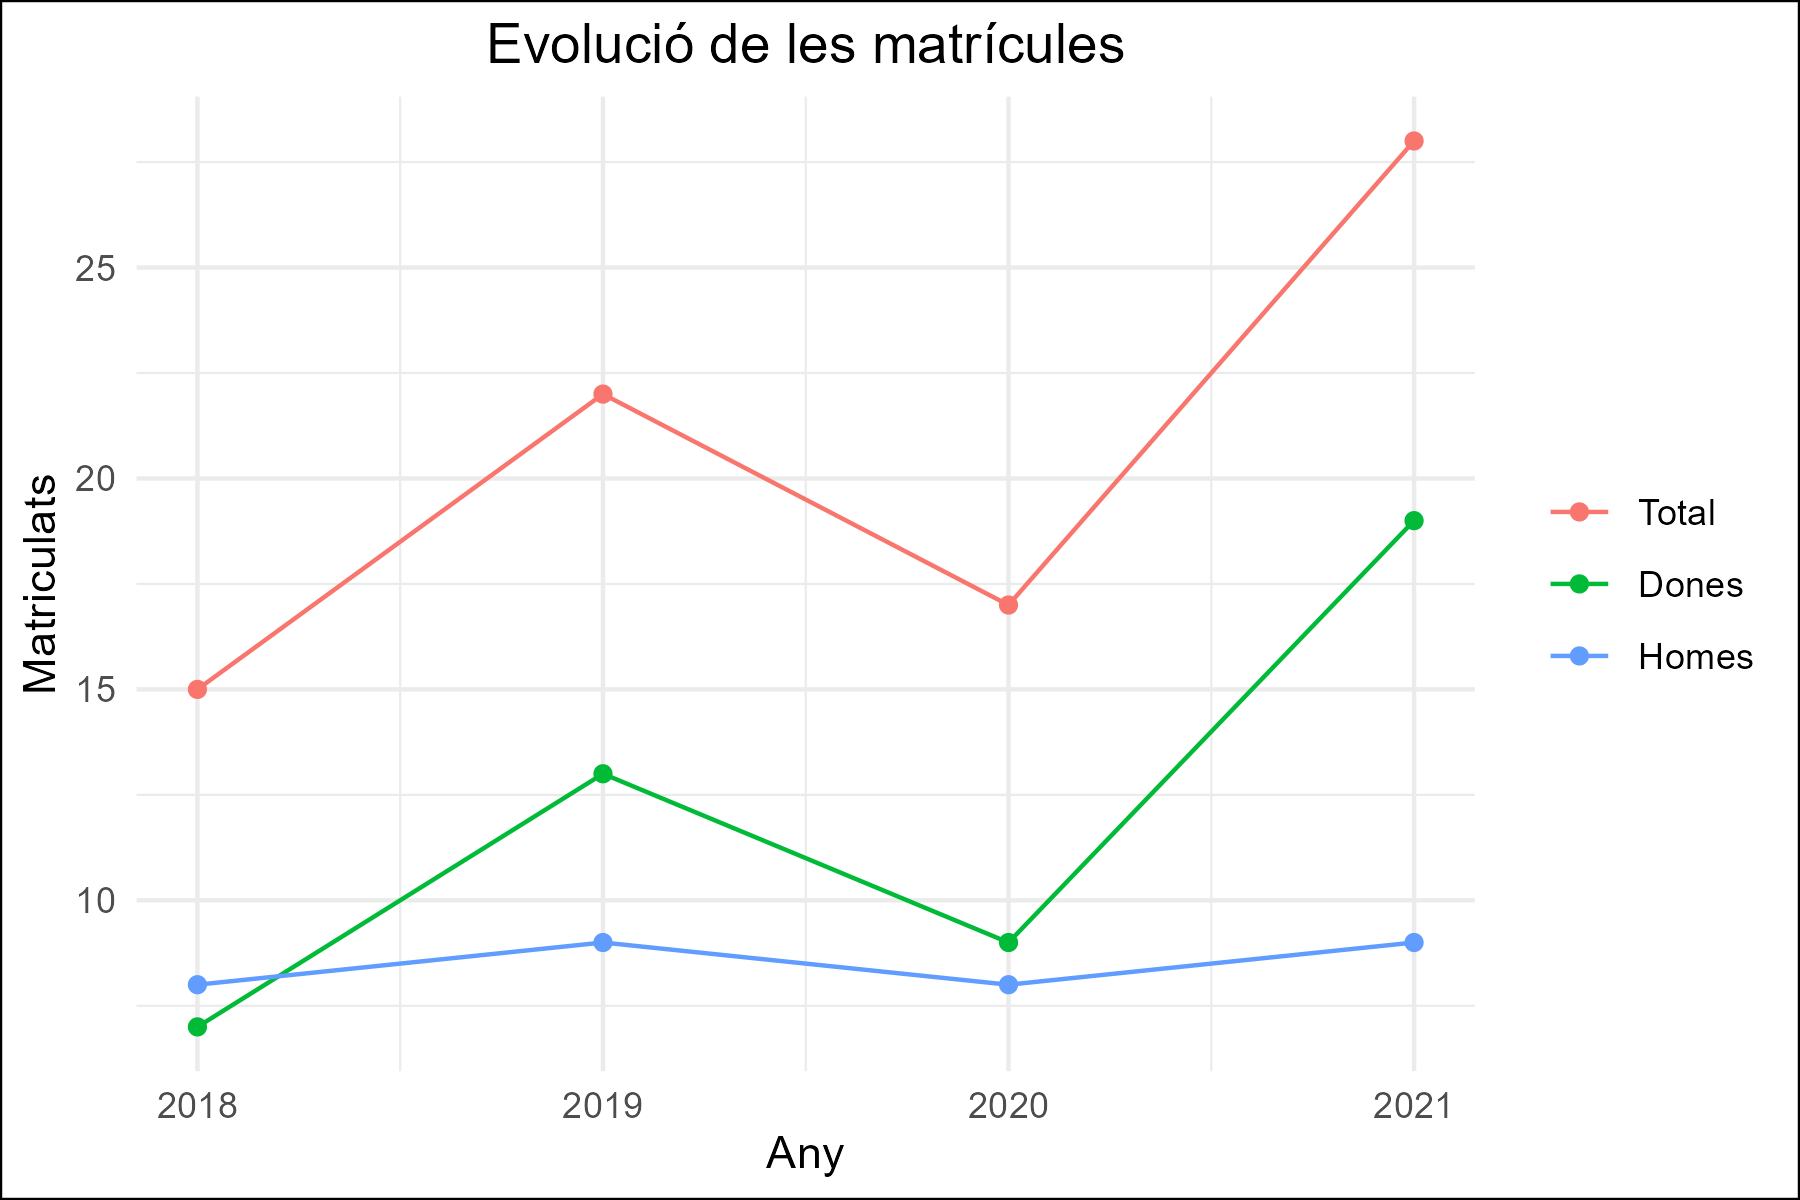 Evolució de les matrícules
Matriculats
25
20
15
10
2018
2019
2020
2021
Any
Total
Dones
Homes